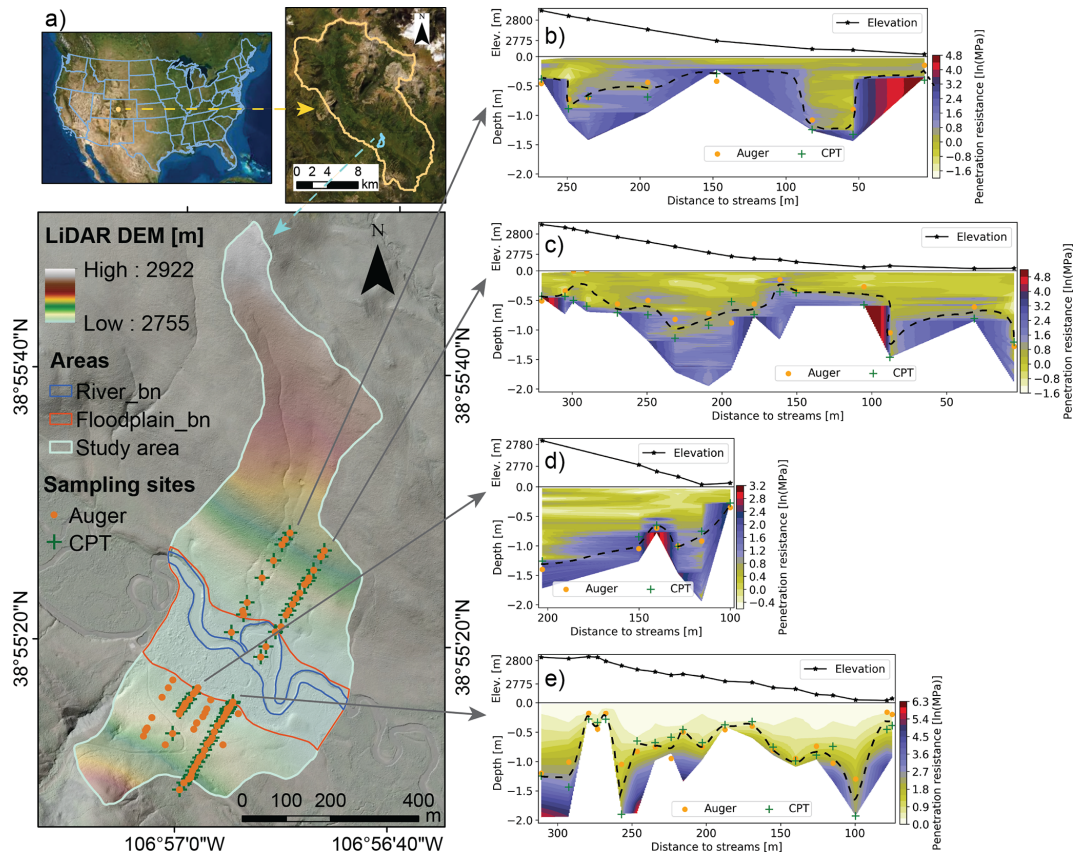 a)
N
0 2 4 8
km
LiDAR DEM [m]
High : 2922
Low : 2755
Areas
River_bn
Floodplain_bn
Study area
Sampling sites
Auger
CPT
N
38°55'40"N
38°55'20"N
38°55'40"N
38°55'20"N
0 100 200 400
m
106°57'0"W
106°56'40"W
b)
Elev. [m]
2800
2775
Elevation
Depth [m]
0.0
−0.5
−1.0
−1.5
−2.0
Auger
CPT
250 200 150 100 50
Distance to streams [m]
4.8
4.0
3.2
2.4
1.6
0.8
0.0
−0.8
−1.6
Penetration resistance [ln(MPa)]
c)
Elev. [m]
2800
2775
Elevation
Depth [m]
0.0
−0.5
−1.0
−1.5
−2.0
Auger
CPT
300 250 200 150 100 50 0
Distance to streams [m]
4.8
4.0
3.2
2.4
1.6
0.8
0.0
−0.8
−1.6
Penetration resistance [ln(MPa)]
d)
Elev. [m]
2780
2770
Elevation
Depth [m]
0.0
−0.5
−1.0
−1.5
−2.0
Auger
CPT
200 150 100
Distance to streams [m]
3.2
2.8
2.4
2.0
1.6
1.2
0.8
0.4
0.0
−0.4
Penetration resistance [ln(MPa)]
e)
Elev. [m]
2800
2775
Elevation
Depth [m]
0.0
−0.5
−1.0
−1.5
−2.0
Auger
CPT
300 250 200 150 100
Distance to streams [m]
6.3
5.4
4.5
3.6
2.7
1.8
0.9
0.0
Penetration resistance [ln(MPa)]